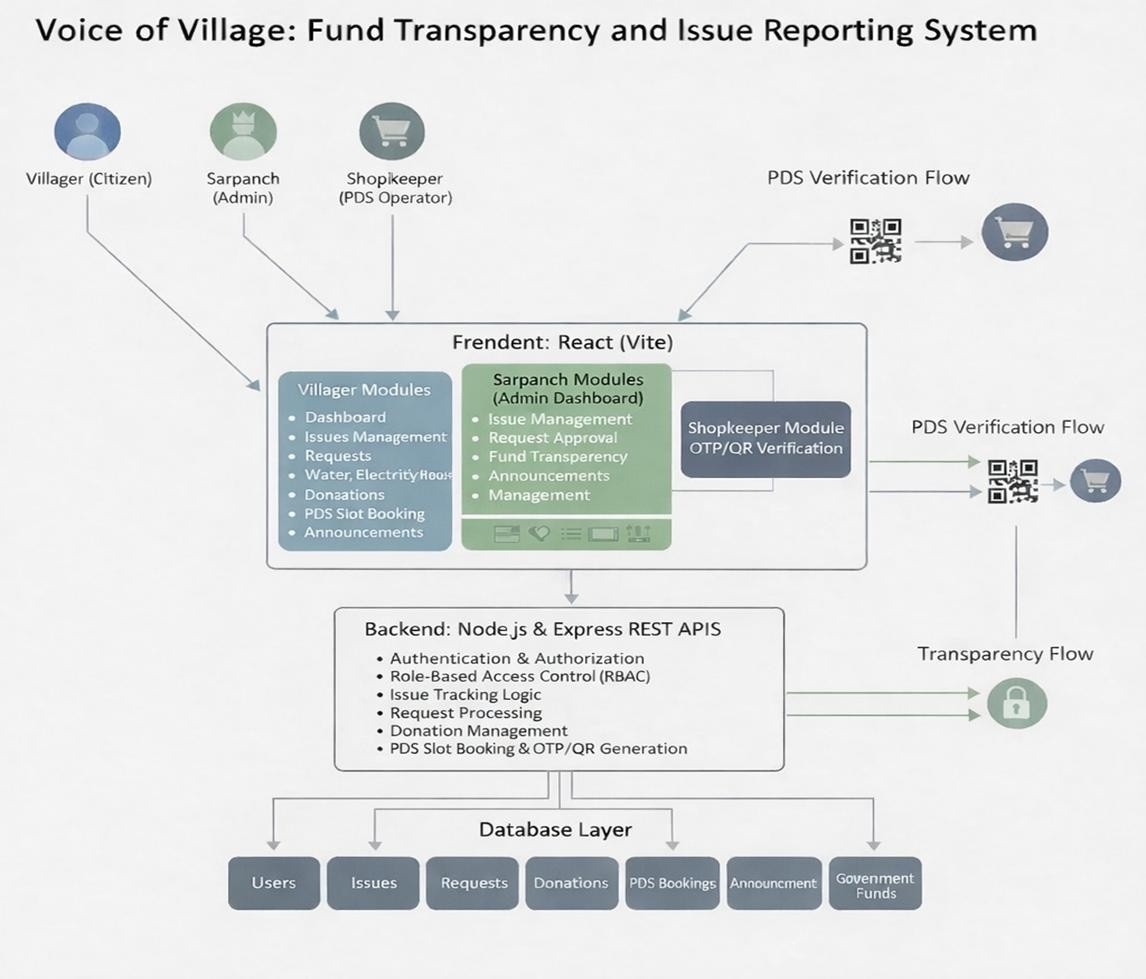 Voice of Village: Fund Transparency and Issue Reporting System
Villager (Citizen)
Sarpanch
(Admin)
Shopikeeper
(PDS Operator)
PDS Verification Flow
Frendent: React (Vite)
Villager Modules
• Dashboard
• Issues Management
• Requests
• Water, Electrify
• Donaations
• PDS Slot Booking
• Announcements
Sarpanch Modules
(Admin Dashboard)
• Issue Management
• Request Approval
• Fund Transparency
• Announcements
• Management
Shopkeeper Module
OTP/QR Verification
PDS Verification Flow
Backend: Node.js & Express REST APIS
• Authentication & Authorization
• Role-Based Access Control (RBAC)
• Issue Tracking Logic
• Request Processing
• Donation Management
• PDS Slot Booking & OTP/QR Generation
Transparency Flow
Database Layer
Users
Issues
Requests
Donations
PDS Bookings
Announcment
Govenment
Funds